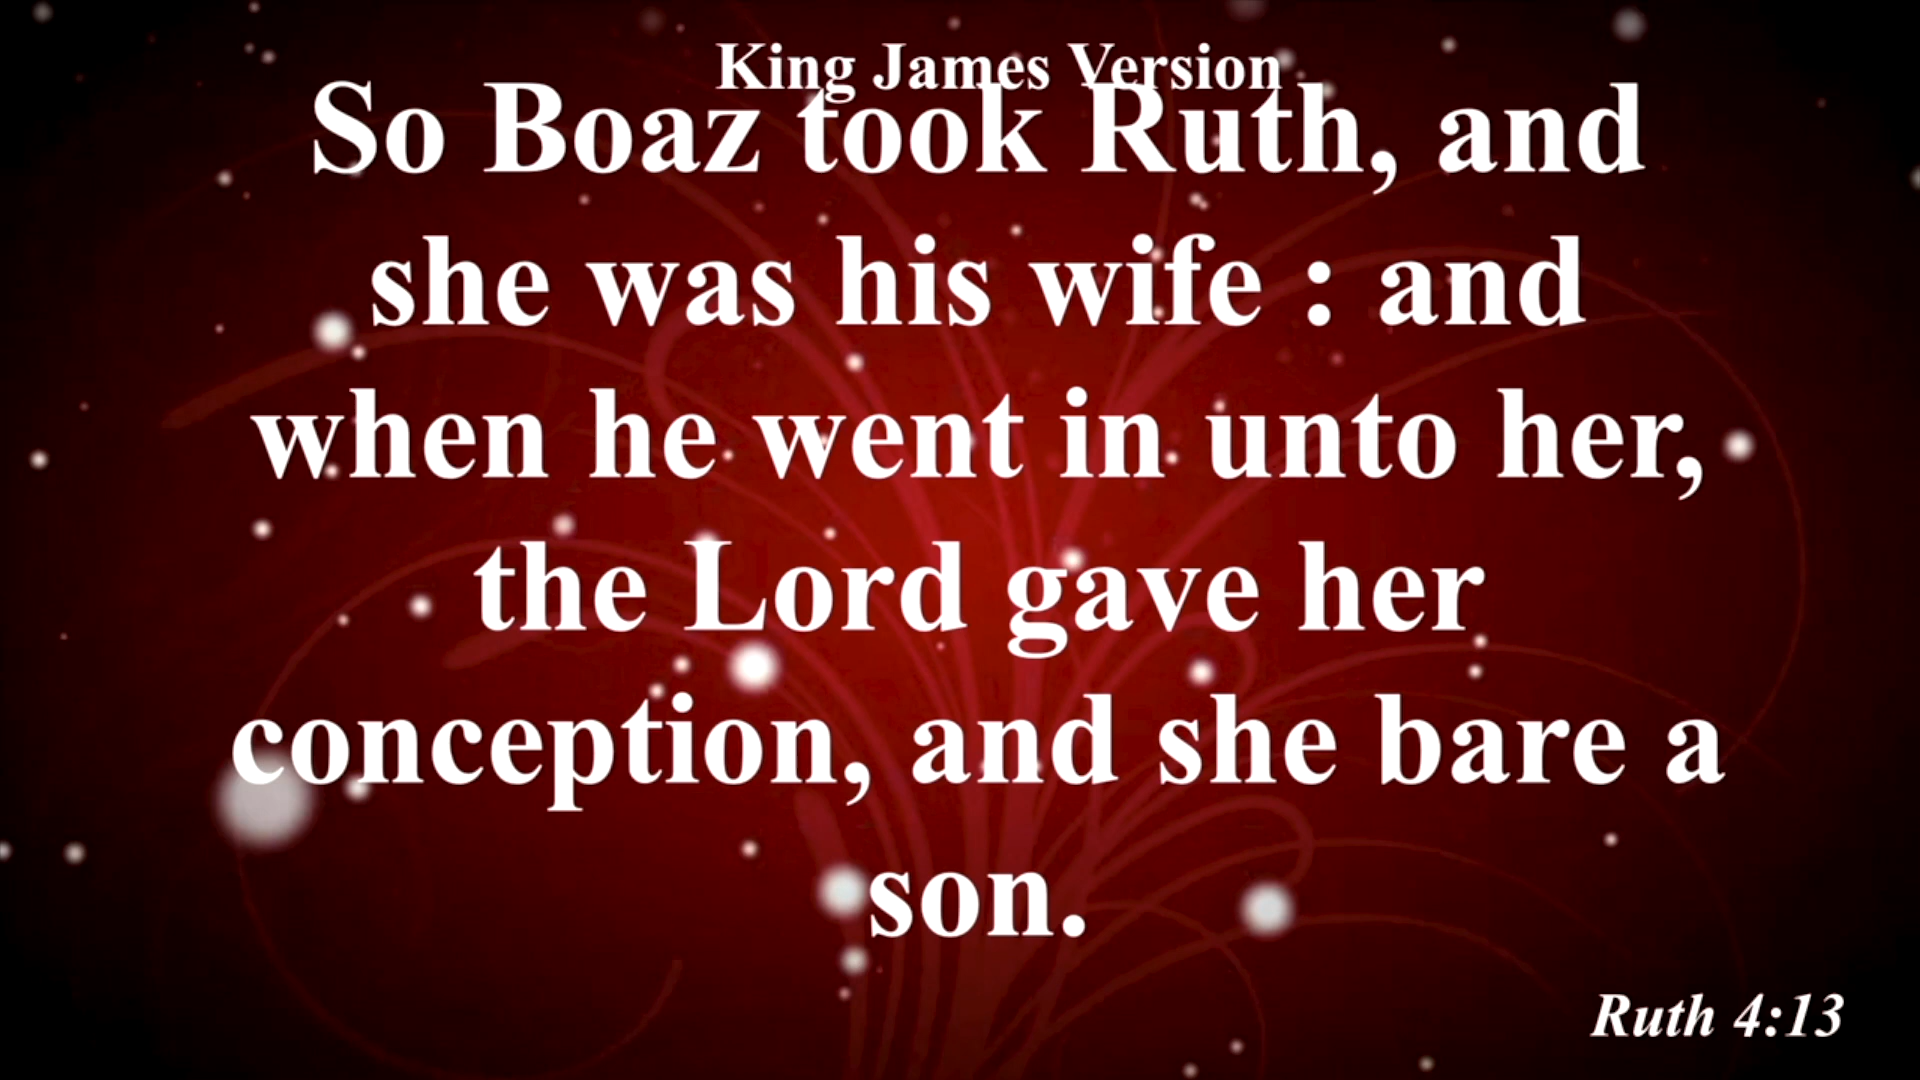 King James Version
So Boaz took Ruth, and
she was his wife : and
when he went in unto her,
the Lord gave her
conception, and she bare a
son.
Ruth 4:13